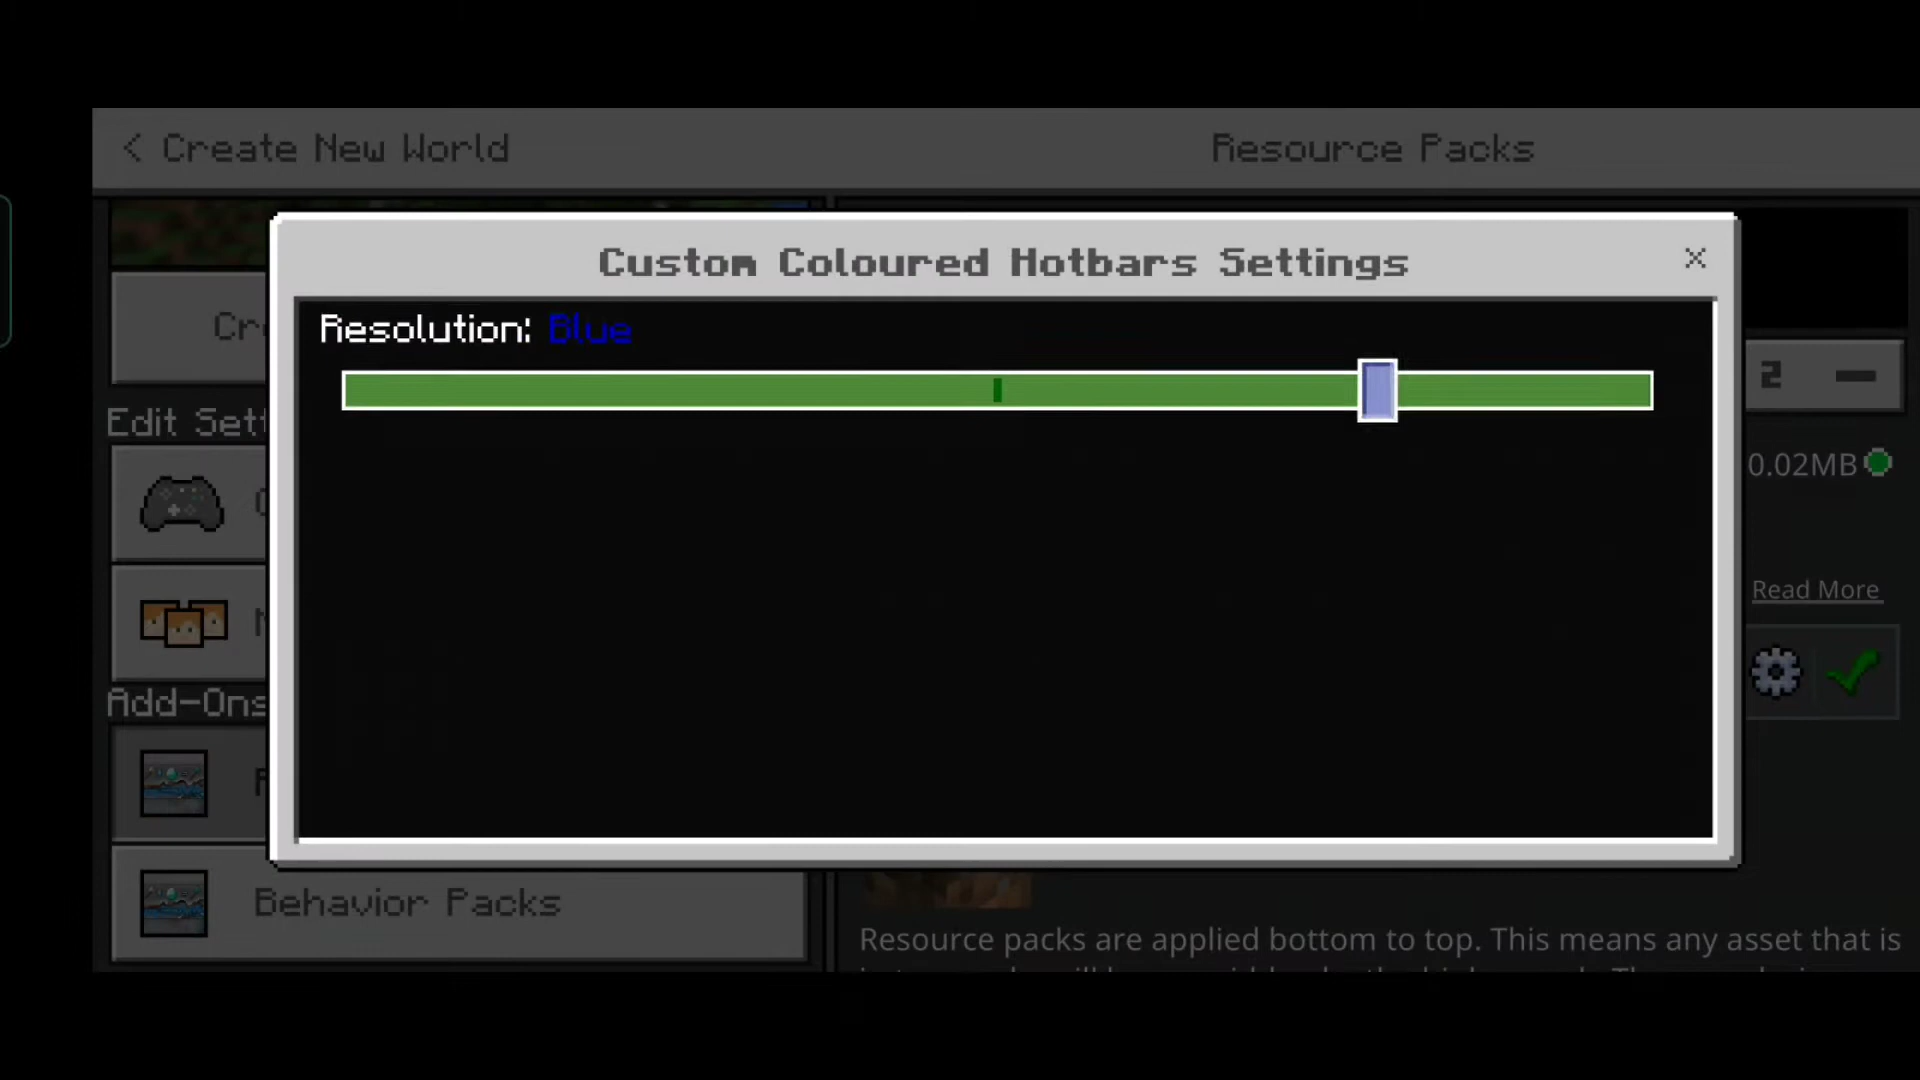 Create New World
Resource Packs
Custom Coloured Hotbars Settings
Resolution: Blue
2
Edit
0.02MB
Read More
Add-Ons
Behavior Packs
Resource packs are applied bottom to top. This means any asset that is